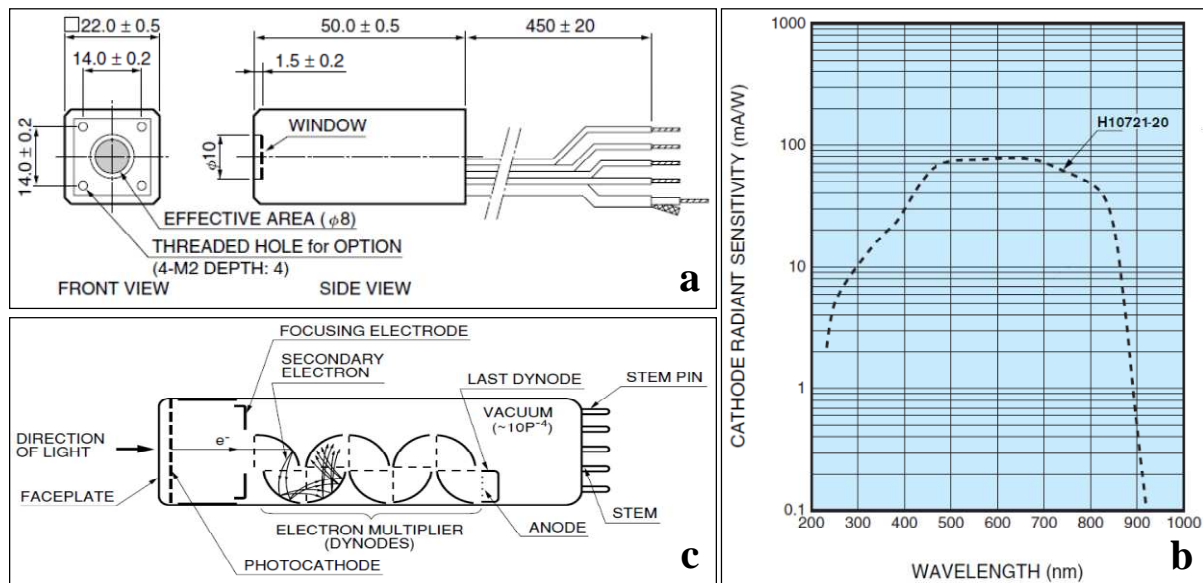 □22.0 ± 0.5
14.0 ± 0.2
14.0 ± 0.2
50.0 ± 0.5
450 ± 20
1.5 ± 0.2
WINDOW
ϕ10
EFFECTIVE AREA (ϕ8)
THREADED HOLE for OPTION
(4-M2 DEPTH: 4)
FRONT VIEW
SIDE VIEW
a
FOCUSING ELECTRODE
SECONDARY
ELECTRON
LAST DYNODE
STEM PIN
VACUUM
(~10P⁻⁴)
DIRECTION
OF LIGHT
e⁻
FACEPLATE
STEM
ELECTRON MULTIPLIER
(DYNODES)
ANODE
PHOTOCATHODE
c
CATHODE RADIANT SENSITIVITY (mA/W)
1000
100
10
1
0.1
H10721-20
200 300 400 500 600 700 800 900 1000
WAVELENGTH (nm)
b